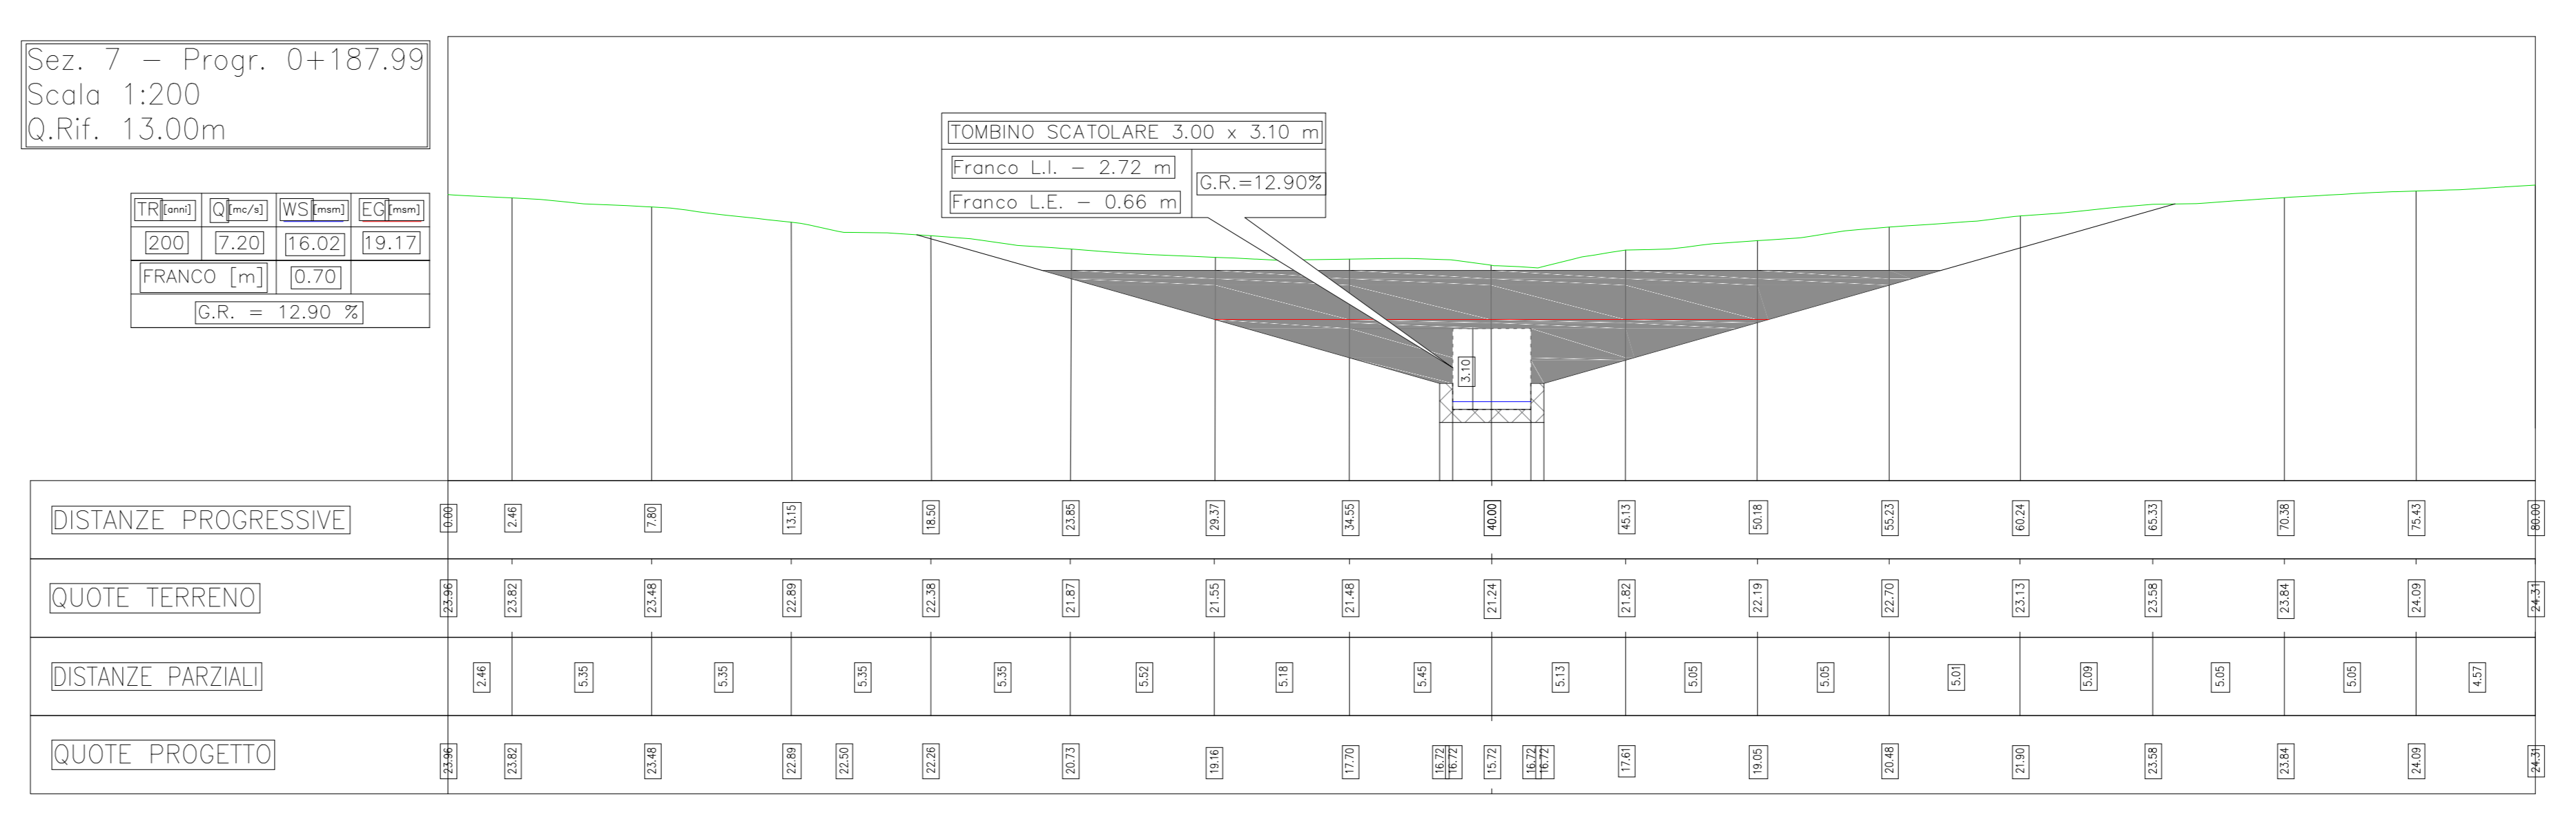 Sez. 7 – Progr. 0+187.99
Scala 1:200
Q.Rif. 13.00m
TR [anni] Q [mc/s] WS [msm] EG [msm]
200 7.20 16.02 19.17
FRANCO [m] 0.70
G.R. = 12.90 %
TOMBINO SCATOLARE 3.00 x 3.10 m
Franco L.I. – 2.72 m
Franco L.E. – 0.66 m
G.R.=12.90%
3.10
DISTANZE PROGRESSIVE 0.00 2.46 7.80 13.15 18.50 23.85 29.37 34.55 40.00 45.13 50.18 55.23 60.24 65.33 70.38 75.43 80.00
QUOTE TERRENO 23.96 23.82 23.48 22.89 22.38 21.87 21.55 21.48 21.24 21.82 22.19 22.70 23.13 23.58 23.84 24.09 24.31
DISTANZE PARZIALI 2.46 5.35 5.35 5.35 5.35 5.52 5.18 5.45 5.13 5.05 5.05 5.01 5.09 5.05 5.05 4.57
QUOTE PROGETTO 23.96 23.82 23.48 22.89 22.50 22.26 20.73 19.16 17.70 16.72 16.72 15.72 16.72 16.72 17.61 19.05 20.48 21.90 23.58 23.84 24.09 24.31